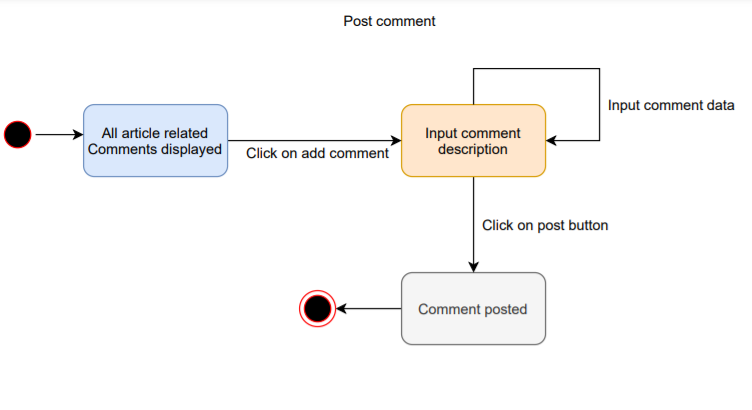 Post comment
All article related
Comments displayed
Click on add comment
Input comment
description
Input comment data
Click on post button
Comment posted